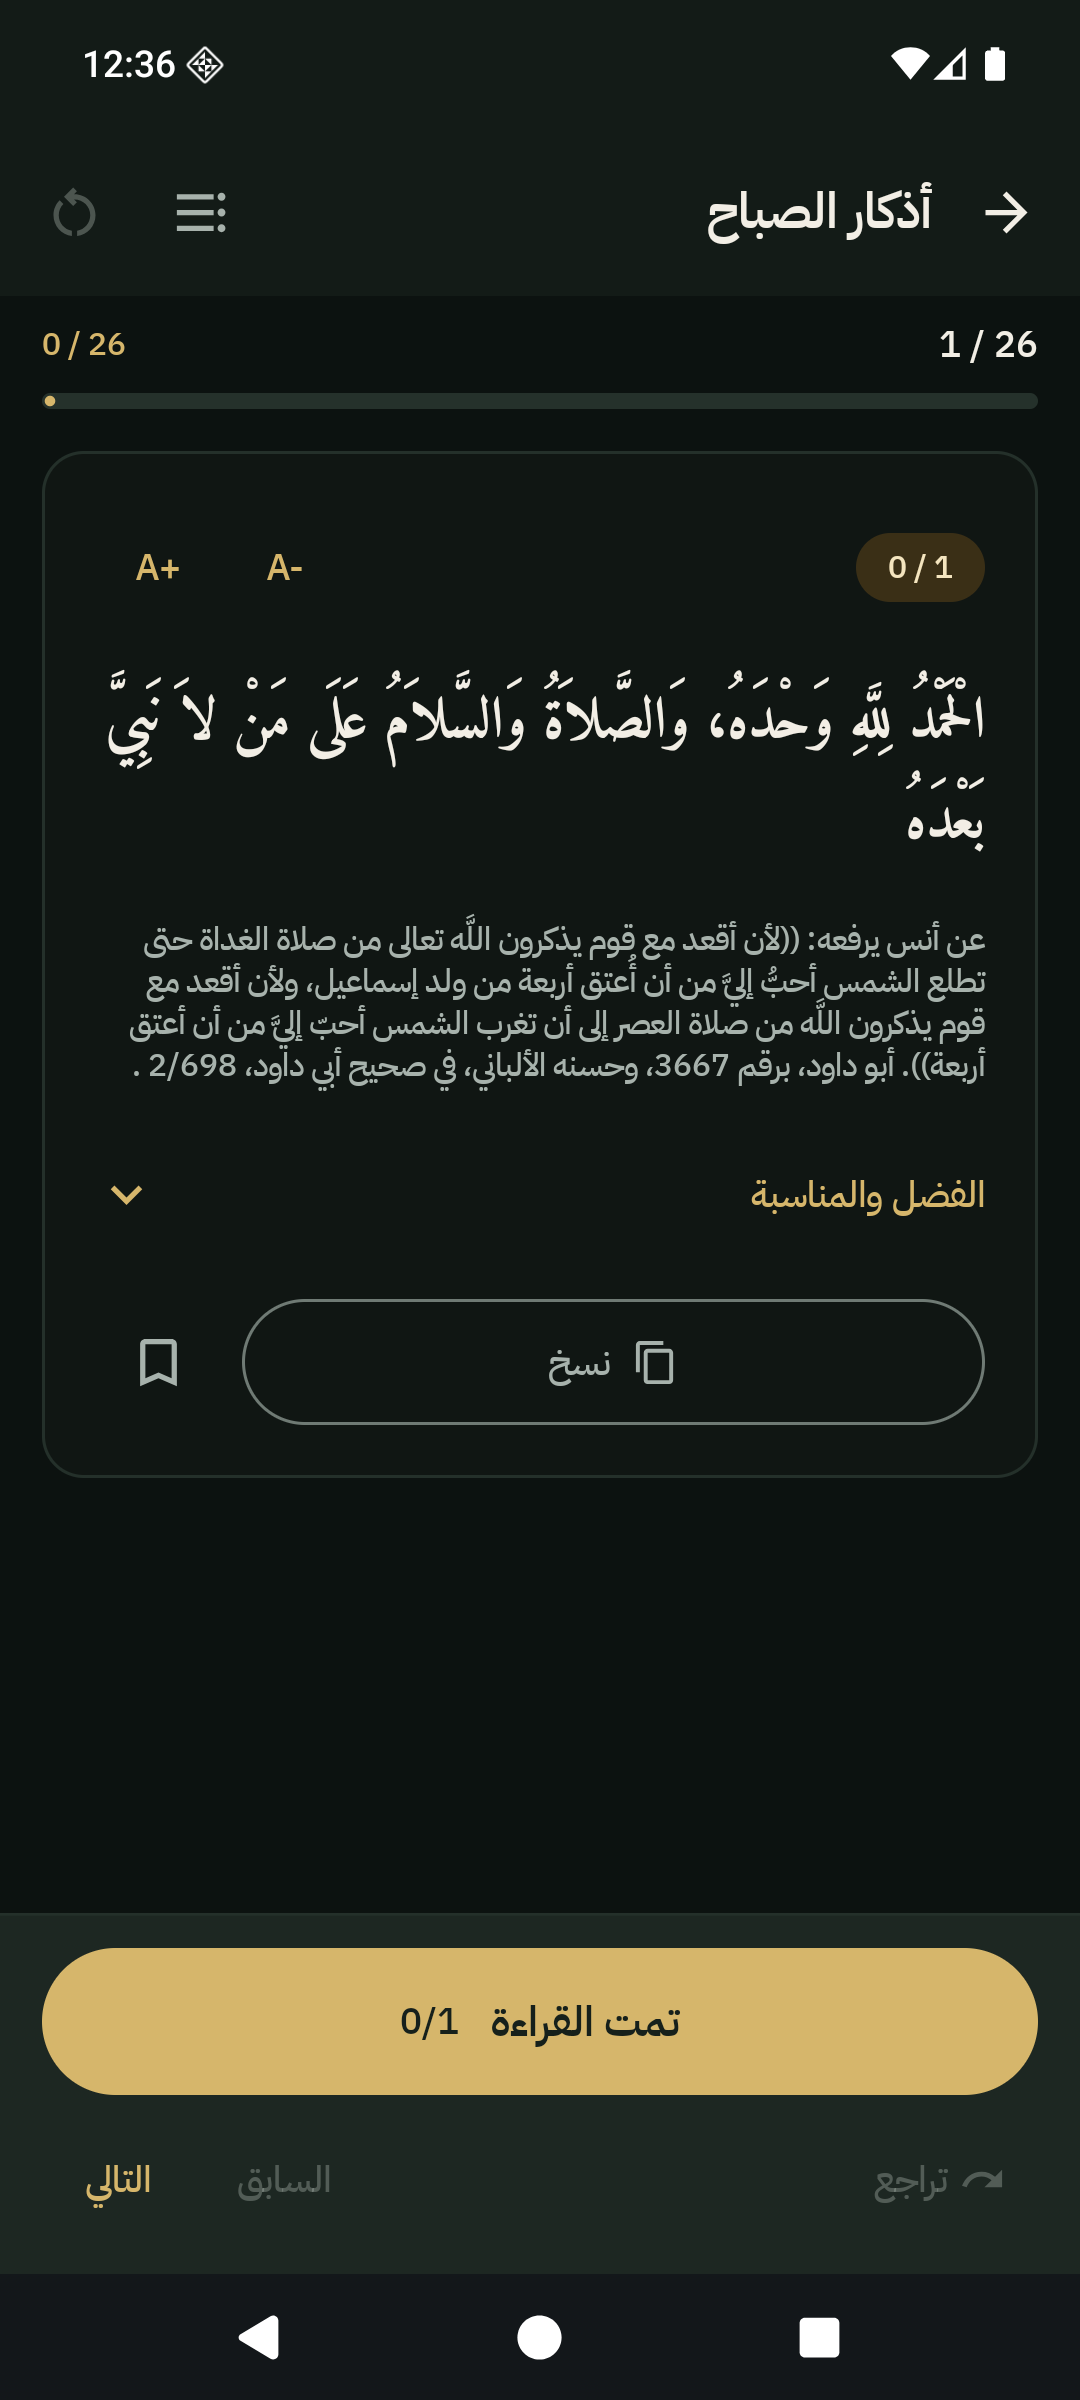 12:36
أذكار الصباح
1 / 26
0 / 26
0 / 1
A-
A+
الْحَمْدُ لِلَّهِ وَحْدَهُ، وَالصَّلاَةُ وَالسَّلاَمُ عَلَى مَنْ لاَ نَبِيَّ
بَعْدَهُ
عن أنس يرفعه: ((لأن أقعد مع قوم يذكرون اللَّه تعالى من صلاة الغداة حتى
تطلع الشمس أحبُّ إليَّ من أن أُعتق أربعة من ولد إسماعيل، ولأن أقعد مع
قوم يذكرون اللَّه من صلاة العصر إلى أن تغرب الشمس أحبّ إليَّ من أن أعتق
أربعة)). أبو داود، برقم 3667، وحسنه الألباني، في صحيح أبي داود، 2/698 .
الفضل والمناسبة
نسخ
تمت القراءة 0/1
تراجع
السابق
التالي